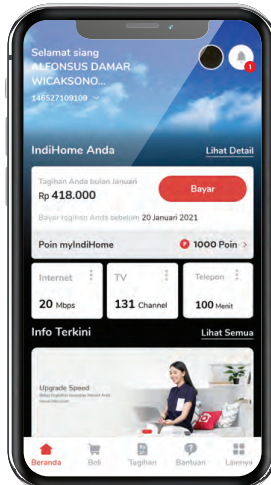 Selamat siang
ALFONSUS DAMAR
WICAKSONO...
146527109109
1
IndiHome Anda
Lihat Detail
Tagihan Anda bulan Januari
Rp 418.000
Bayar
Bayar tagihan Anda sebelum 20 Januari 2021
Poin myIndiHome
1000 Poin >
Internet
TV
Telepon
20 Mbps
131 Channel
100 Menit
Info Terkini
Lihat Semua
Upgrade Speed
Beranda
Beli
Tagihan
Bantuan
Lainnya